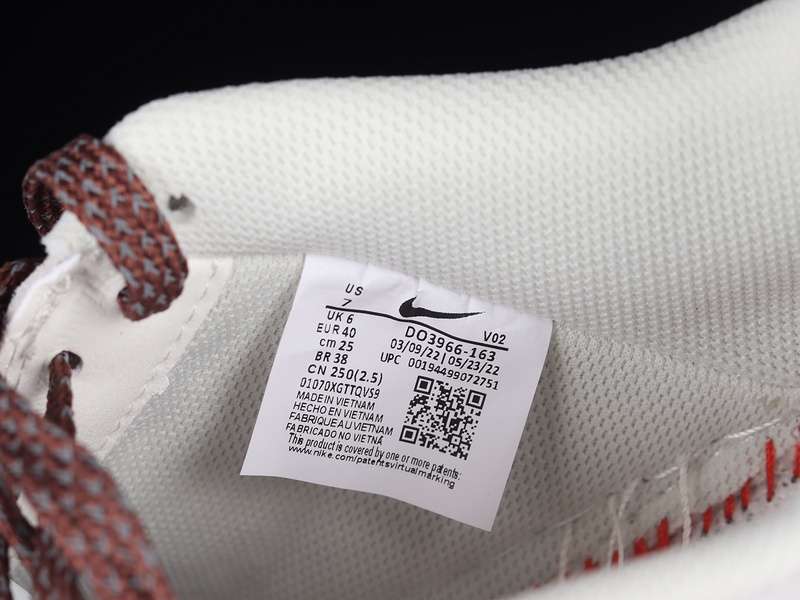 US
7
UK 6
EUR 40
cm 25
BR 38
CN 250(2.5)
01070XGTTQVS9
MADE IN VIETNAM
HECHO EN VIETNAM
FABRIQUE AU VIETNAM
FABRICADO NO VIETNÃ
V02
DO3966-163
03/09/22 | 05/23/22
UPC 00194499072751
This product is covered by one or more patents:
www.nike.com/patentsvirtualmarking